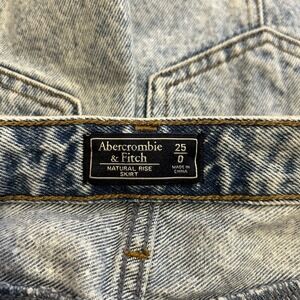 Abercrombie
& Fitch
NATURAL RISE
SKIRT
25
0
MADE IN
CHINA